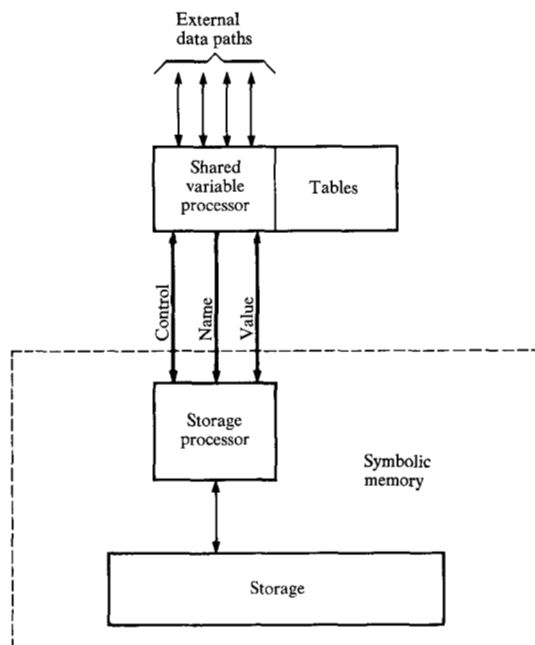 External
data paths
Shared
variable
processor
Tables
Control
Name
Value
Storage
processor
Symbolic
memory
Storage